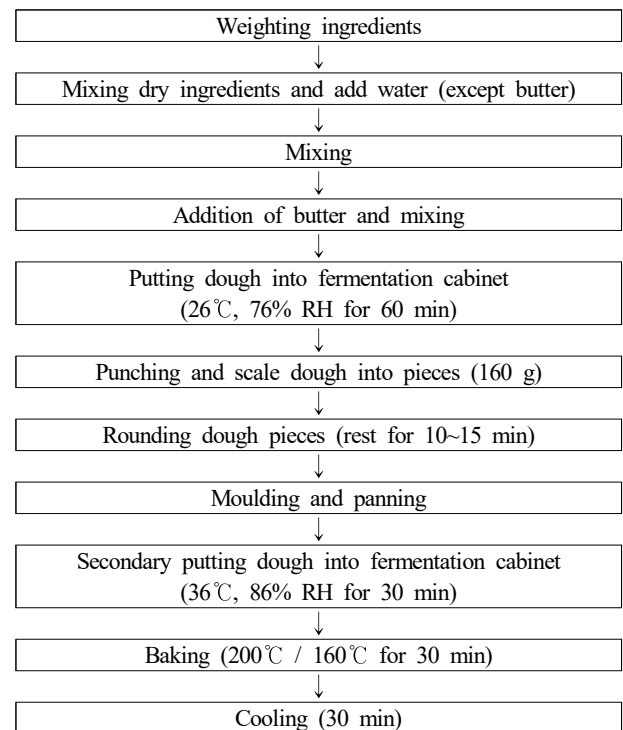 Weighting ingredients
Mixing dry ingredients and add water (except butter)
Mixing
Addition of butter and mixing
Putting dough into fermentation cabinet
(26℃, 76% RH for 60 min)
Punching and scale dough into pieces (160 g)
Rounding dough pieces (rest for 10~15 min)
Moulding and panning
Secondary putting dough into fermentation cabinet
(36℃, 86% RH for 30 min)
Baking (200℃ / 160℃ for 30 min)
Cooling (30 min)